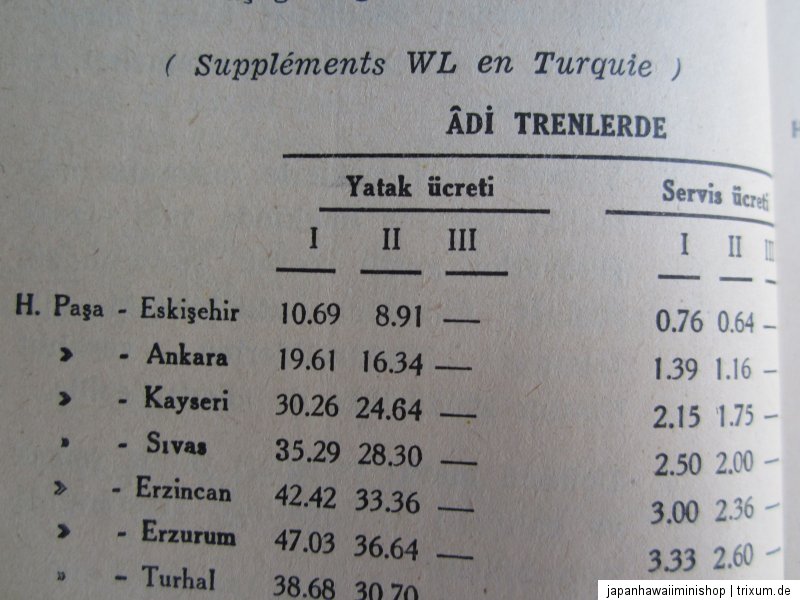 ( Suppléments WL en Turquie )
ÂDİ TRENLERDE
Yatak ücreti Servis ücreti
I II III I II III
H. Paşa - Eskişehir 10.69 8.91 — 0.76 0.64 —
» - Ankara 19.61 16.34 — 1.39 1.16 —
» - Kayseri 30.26 24.64 — 2.15 1.75 —
» - Sıvas 35.29 28.30 — 2.50 2.00 —
» - Erzincan 42.42 33.36 — 3.00 2.36 —
» - Erzurum 47.03 36.64 — 3.33 2.60 —
» - Turhal 38.68 30.70
japanhawaiiminishop | trixum.de